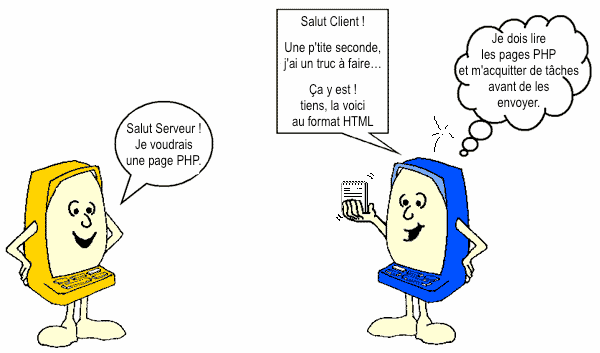 Salut Serveur !
Je voudrais
une page PHP.
Salut Client !
Une p'tite seconde,
j'ai un truc à faire…
Ça y est !
tiens, la voici
au format HTML
Je dois lire
les pages PHP
et m'acquitter de tâches
avant de les
envoyer.